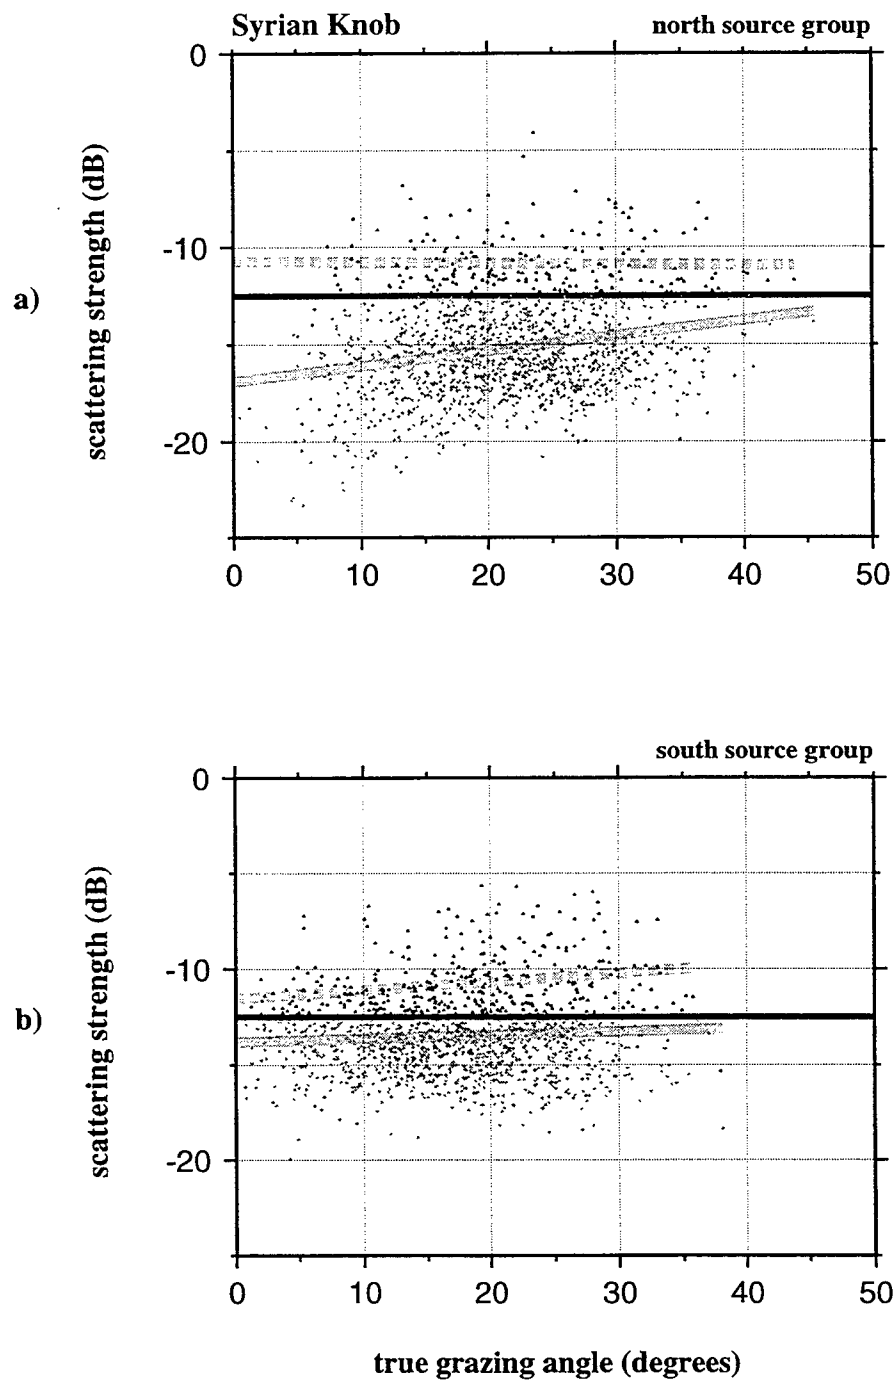 Syrian Knob north source group
0
-10
-20
scattering strength (dB)
a)
0 10 20 30 40 50
south source group
0
-10
-20
scattering strength (dB)
b)
0 10 20 30 40 50
true grazing angle (degrees)